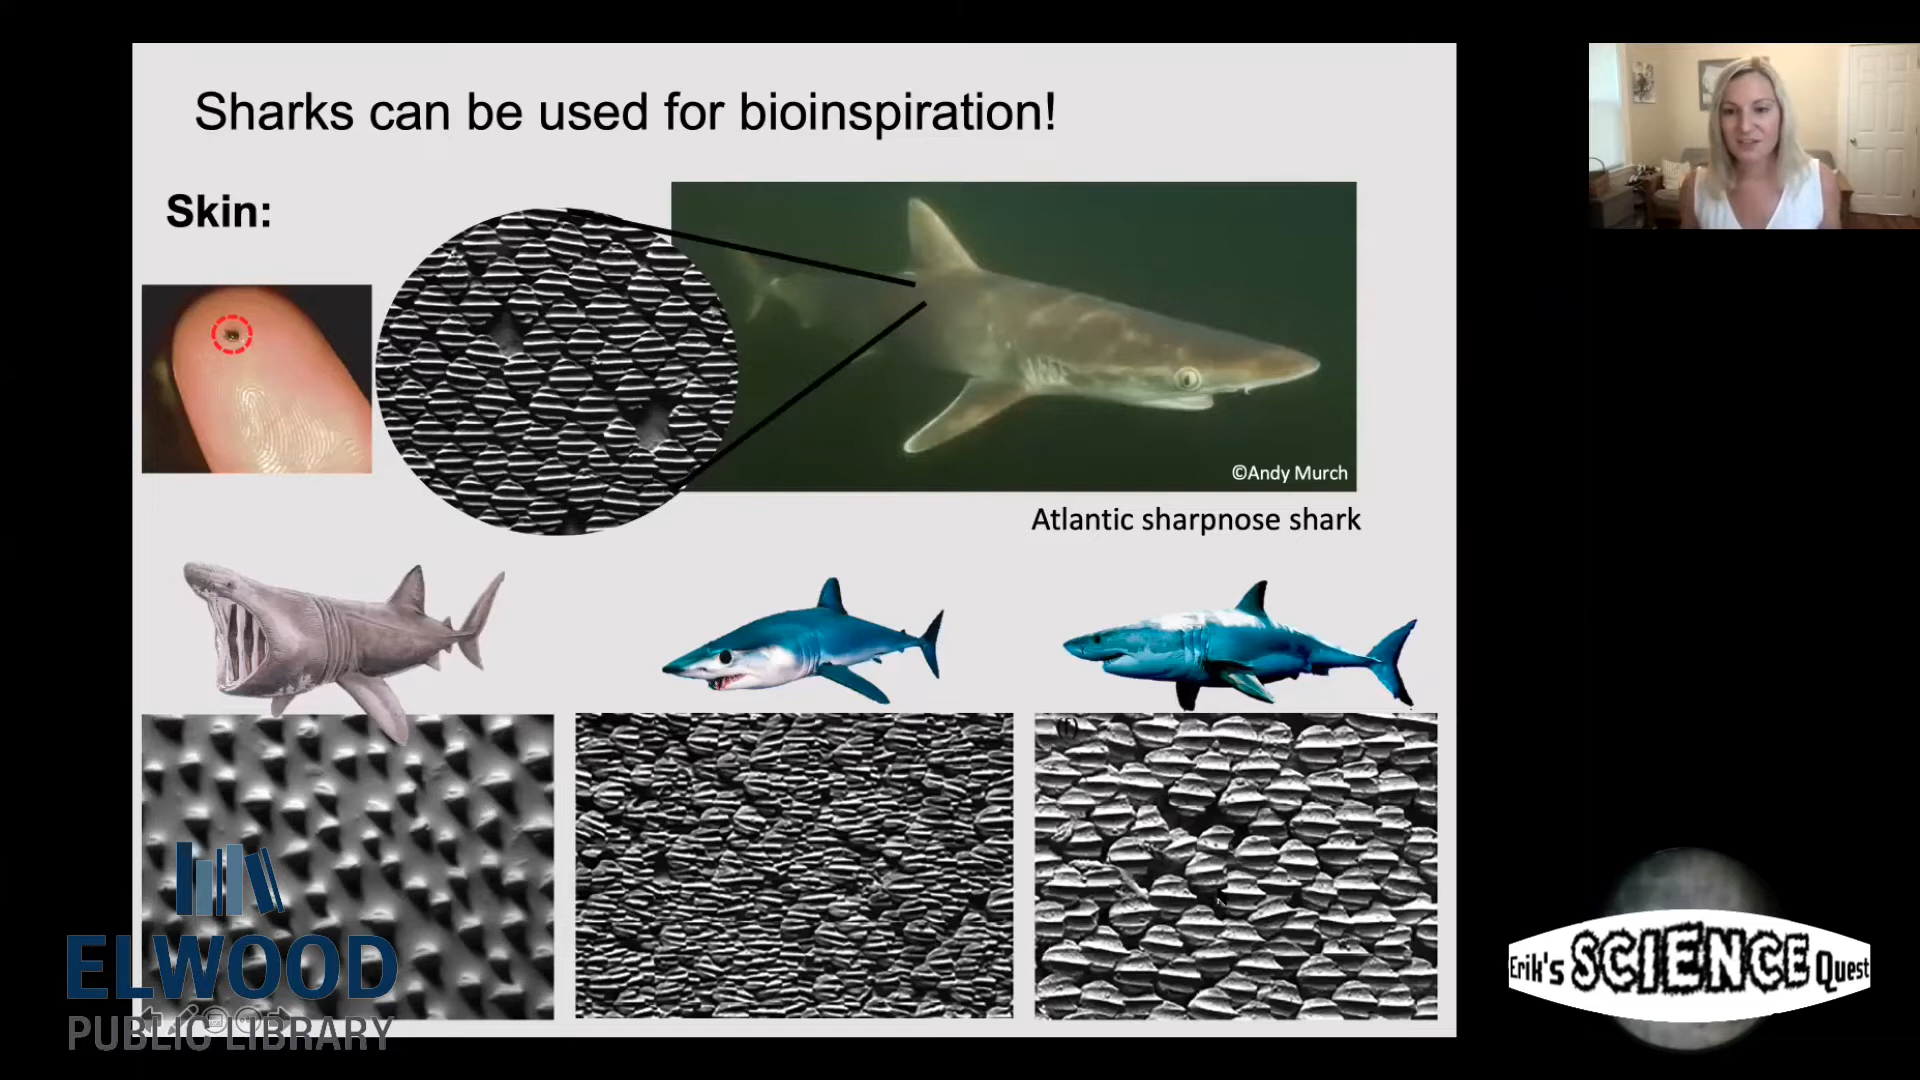 Sharks can be used for bioinspiration!
Skin:
©Andy Murch
Atlantic sharpnose shark
ELWOOD
PUBLIC LIBRARY
Erik's SCIENCE Quest